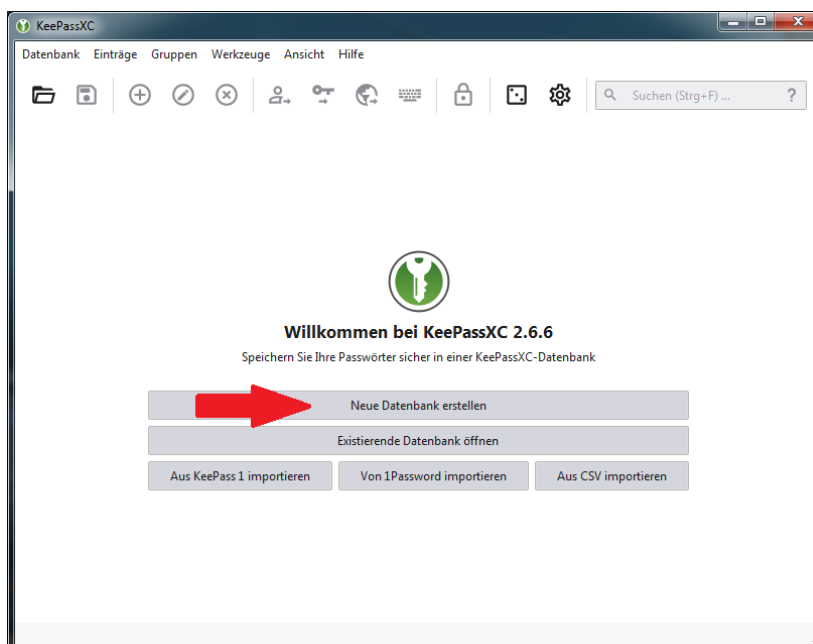 KeePassXC
Datenbank Einträge Gruppen Werkzeuge Ansicht Hilfe
Suchen (Strg+F) ... ?
Willkommen bei KeePassXC 2.6.6
Speichern Sie Ihre Passwörter sicher in einer KeePassXC-Datenbank
Neue Datenbank erstellen
Existierende Datenbank öffnen
Aus KeePass 1 importieren Von 1Password importieren Aus CSV importieren